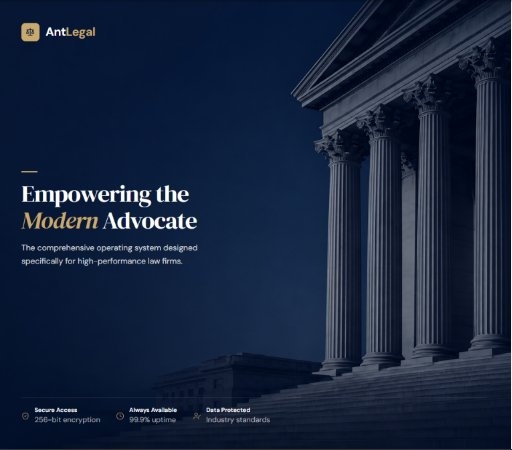 AntLegal
Empowering the
Modern Advocate
The comprehensive operating system designed
specifically for high-performance law firms.
Secure Access
256-bit encryption
Always Available
99.9% uptime
Data Protected
Industry standards